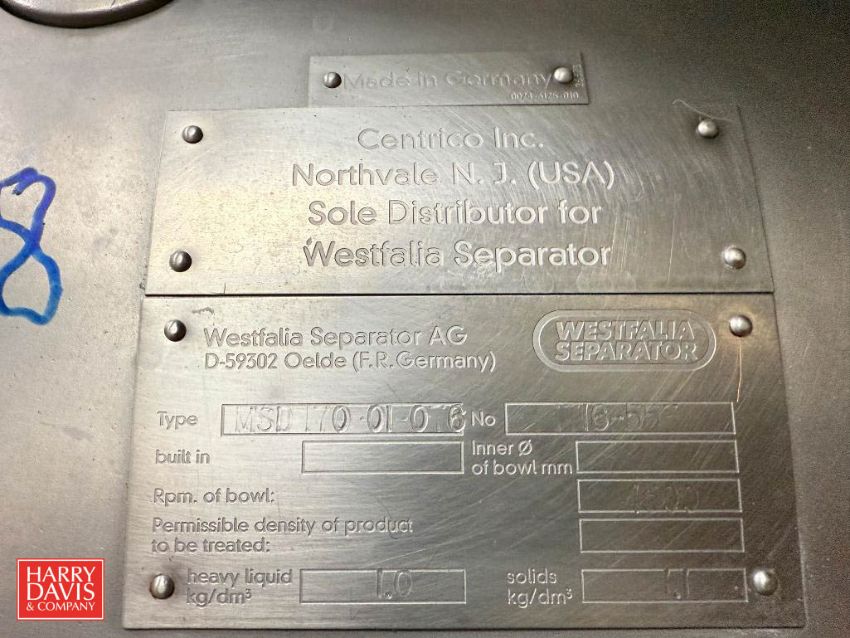 Made in Germany
Centrico Inc.
Northvale N. J. (USA)
Sole Distributor for
Westfalia Separator
Westfalia Separator AG
D-59302 Oelde (F.R. Germany)
WESTFALIA
SEPARATOR
Type MSD 170-01-076 No
built in Inner Ø
of bowl mm
Rpm. of bowl:
Permissible density of product
to be treated:
heavy liquid 1.0 solids
kg/dm³ kg/dm³
8
HARRY
DAVIS
& COMPANY